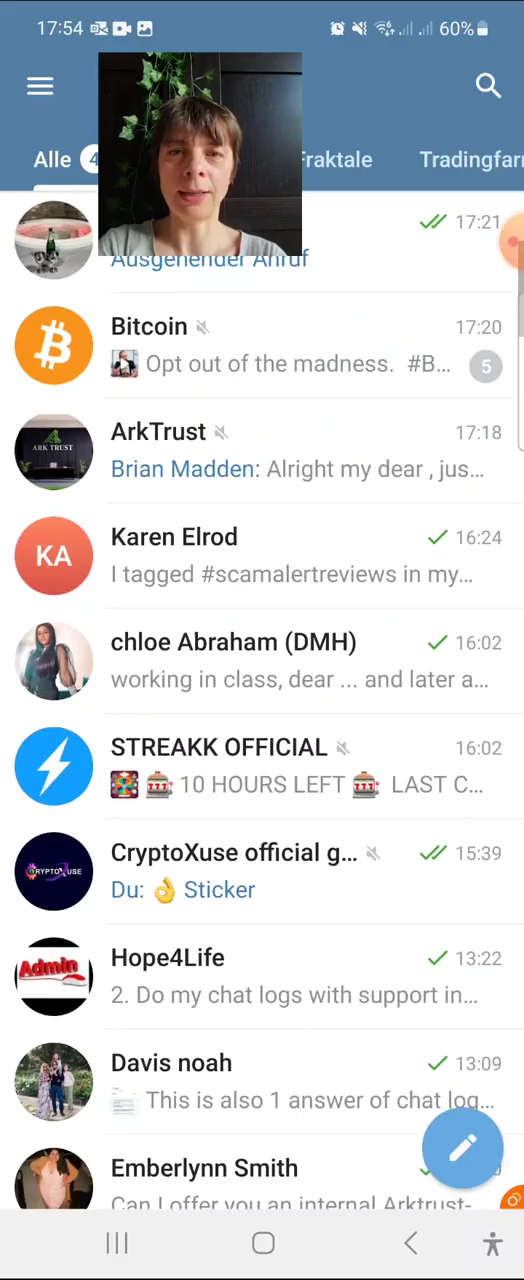 17:54 60%
Alle 4 Fraktale Tradingfar
17:21
Ausgehender Anruf
Bitcoin 17:20
Opt out of the madness. #B... 5
ARK TRUST
ArkTrust 17:18
Brian Madden: Alright my dear , jus...
KA
Karen Elrod 16:24
I tagged #scamalertreviews in my...
chloe Abraham (DMH) 16:02
working in class, dear ... and later a...
STREAKK OFFICIAL 16:02
🎰 10 HOURS LEFT 🎰 LAST C...
CryptoXuse official g... 15:39
Du: 👌 Sticker
Admin
Hope4Life 13:22
2. Do my chat logs with support in...
Davis noah 13:09
This is also 1 answer of chat log...
Emberlynn Smith
Can I offer you an internal Arktrust-